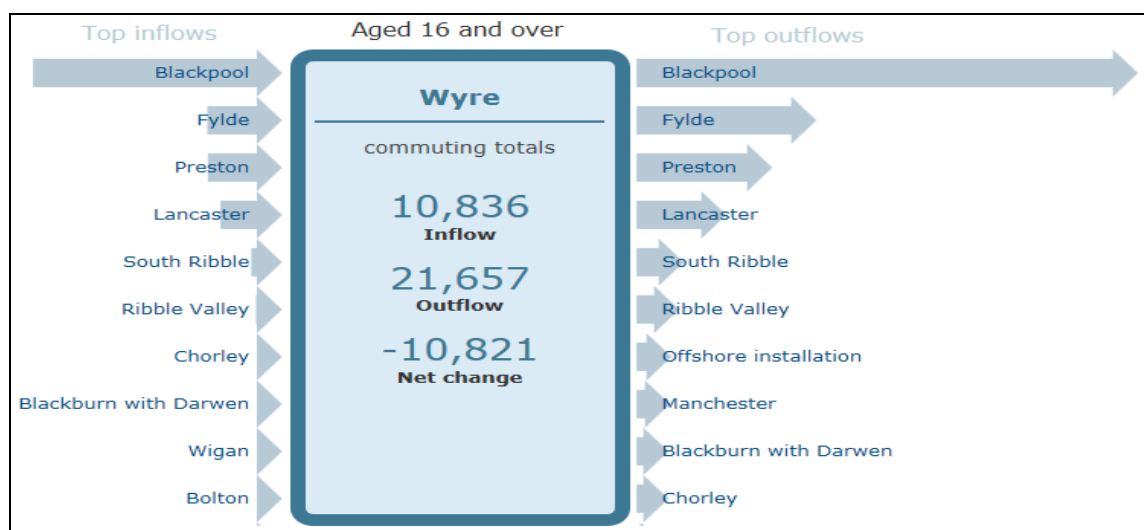 Top inflows
Aged 16 and over
Top outflows
Blackpool
Fylde
Preston
Lancaster
South Ribble
Ribble Valley
Chorley
Blackburn with Darwen
Wigan
Bolton
Wyre
commuting totals
10,836
Inflow
21,657
Outflow
-10,821
Net change
Blackpool
Fylde
Preston
Lancaster
South Ribble
Ribble Valley
Offshore installation
Manchester
Blackburn with Darwen
Chorley